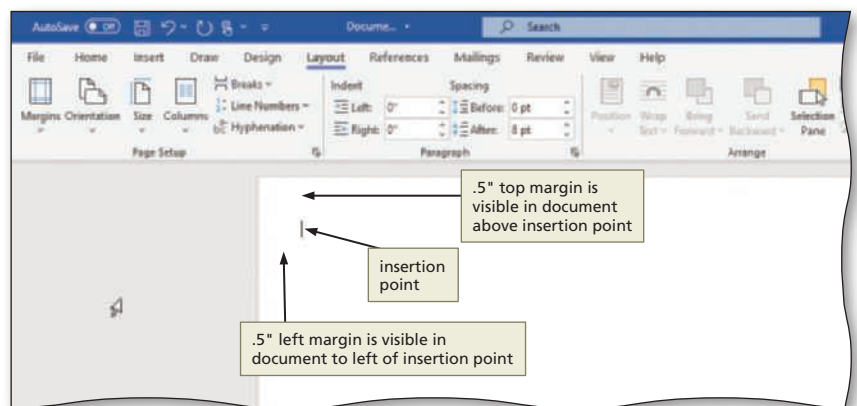 AutoSave Off Docume... Search
File Home Insert Draw Design Layout References Mailings Review View Help
Margins Orientation Size Columns Breaks Line Numbers Hyphenation
Indent Spacing
Left: 0" Before: 0 pt
Right: 0" After: 8 pt
Position Wrap Text Bring Forward Send Backward Selection Pane
Page Setup Paragraph Arrange
.5" top margin is
visible in document
above insertion point
insertion
point
.5" left margin is visible in
document to left of insertion point